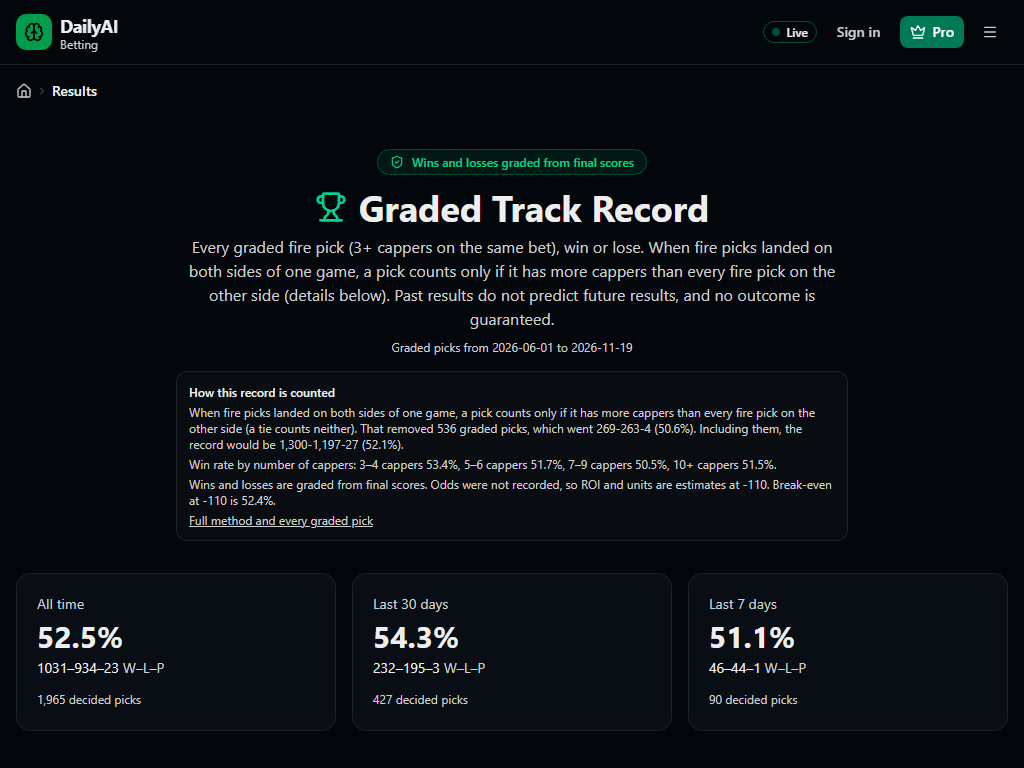 DailyAI
Betting
Live
Sign in
Pro
Results
Wins and losses graded from final scores
Graded Track Record
Every graded fire pick (3+ cappers on the same bet), win or lose. When fire picks landed on
both sides of one game, a pick counts only if it has more cappers than every fire pick on the
other side (details below). Past results do not predict future results, and no outcome is
guaranteed.
Graded picks from 2026-06-01 to 2026-11-19
How this record is counted
When fire picks landed on both sides of one game, a pick counts only if it has more cappers than every fire pick on the
other side (a tie counts neither). That removed 536 graded picks, which went 269-263-4 (50.6%). Including them, the
record would be 1,300-1,197-27 (52.1%).
Win rate by number of cappers: 3–4 cappers 53.4%, 5–6 cappers 51.7%, 7–9 cappers 50.5%, 10+ cappers 51.5%.
Wins and losses are graded from final scores. Odds were not recorded, so ROI and units are estimates at -110. Break-even
at -110 is 52.4%.
Full method and every graded pick
All time
52.5%
1031–934–23 W–L–P
1,965 decided picks
Last 30 days
54.3%
232–195–3 W–L–P
427 decided picks
Last 7 days
51.1%
46–44–1 W–L–P
90 decided picks